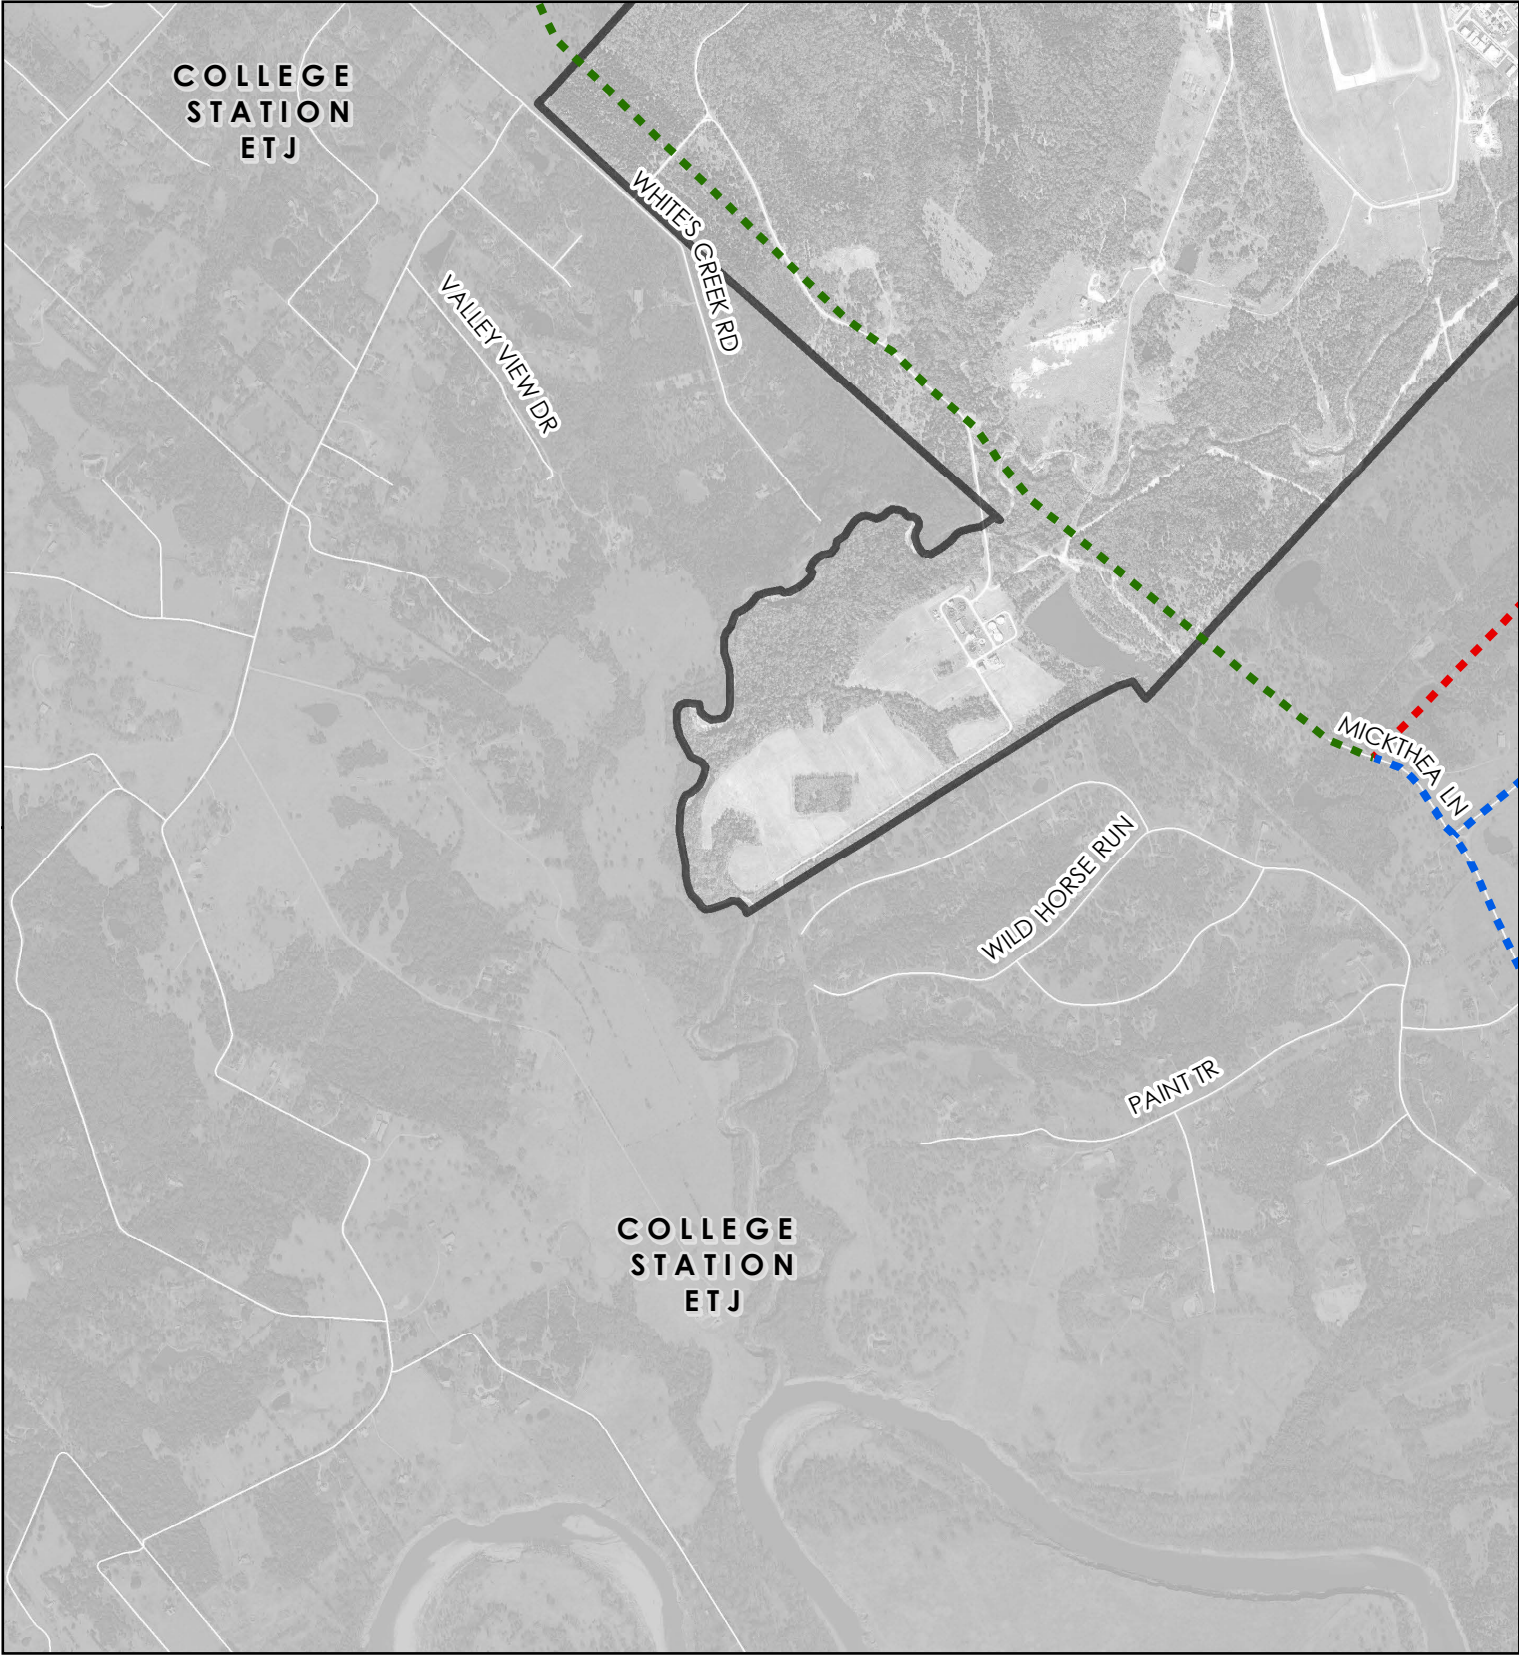 COLLEGE
STATION
ETJ
WHITE'S CREEK RD
VALLEY VIEW DR
MICKTHEA LN
WILD HORSE RUN
PAINT TR
COLLEGE
STATION
ETJ